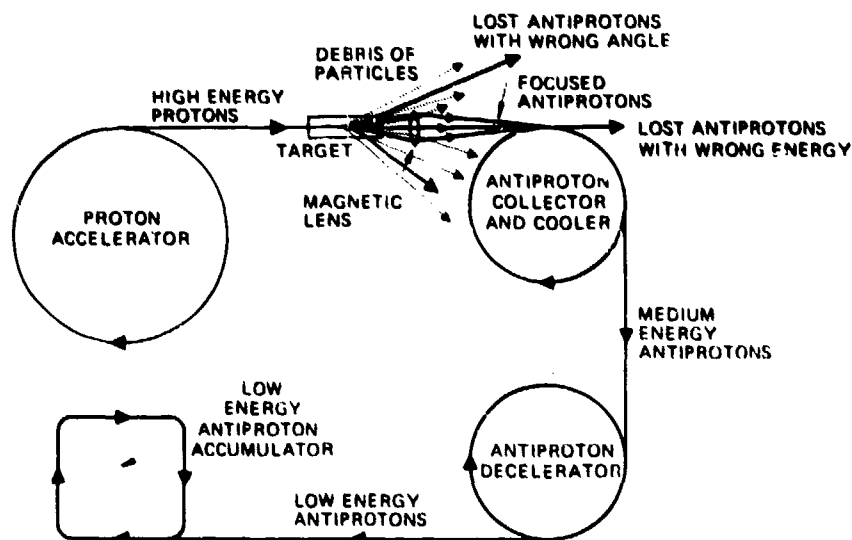 LOST ANTIPROTONS
WITH WRONG ANGLE
DEBRIS OF
PARTICLES
FOCUSED
ANTIPROTONS
HIGH ENERGY
PROTONS
TARGET
LOST ANTIPROTONS
WITH WRONG ENERGY
MAGNETIC
LENS
ANTIPROTON
COLLECTOR
AND COOLER
PROTON
ACCELERATOR
MEDIUM
ENERGY
ANTIPROTONS
LOW
ENERGY
ANTIPROTON
ACCUMULATOR
ANTIPROTON
DECELERATOR
LOW ENERGY
ANTIPROTONS